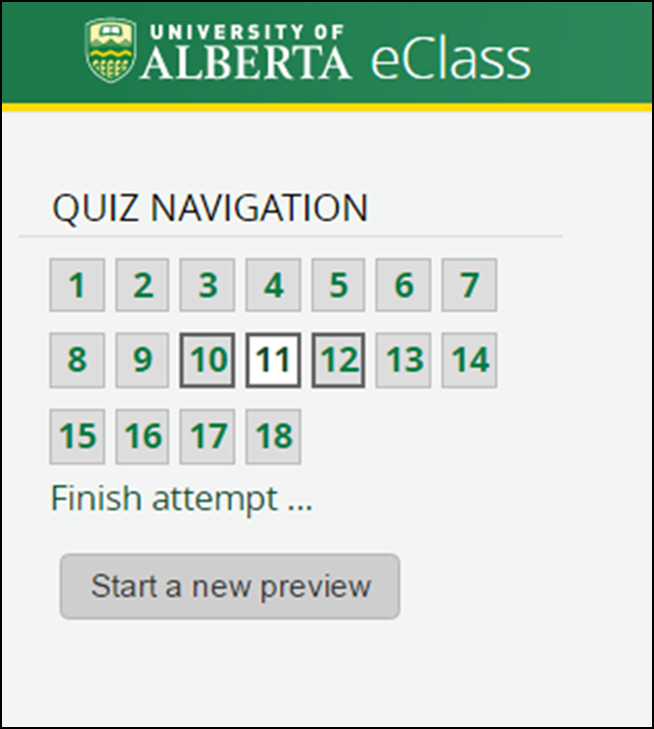 UNIVERSITY OF
ALBERTA eClass
QUIZ NAVIGATION
1 2 3 4 5 6 7
8 9 10 11 12 13 14
15 16 17 18
Finish attempt ...
Start a new preview